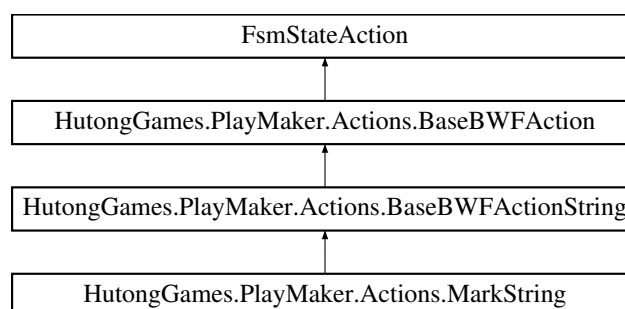 FsmStateAction
HutongGames.PlayMaker.Actions.BaseBWFAction
HutongGames.PlayMaker.Actions.BaseBWFActionString
HutongGames.PlayMaker.Actions.MarkString